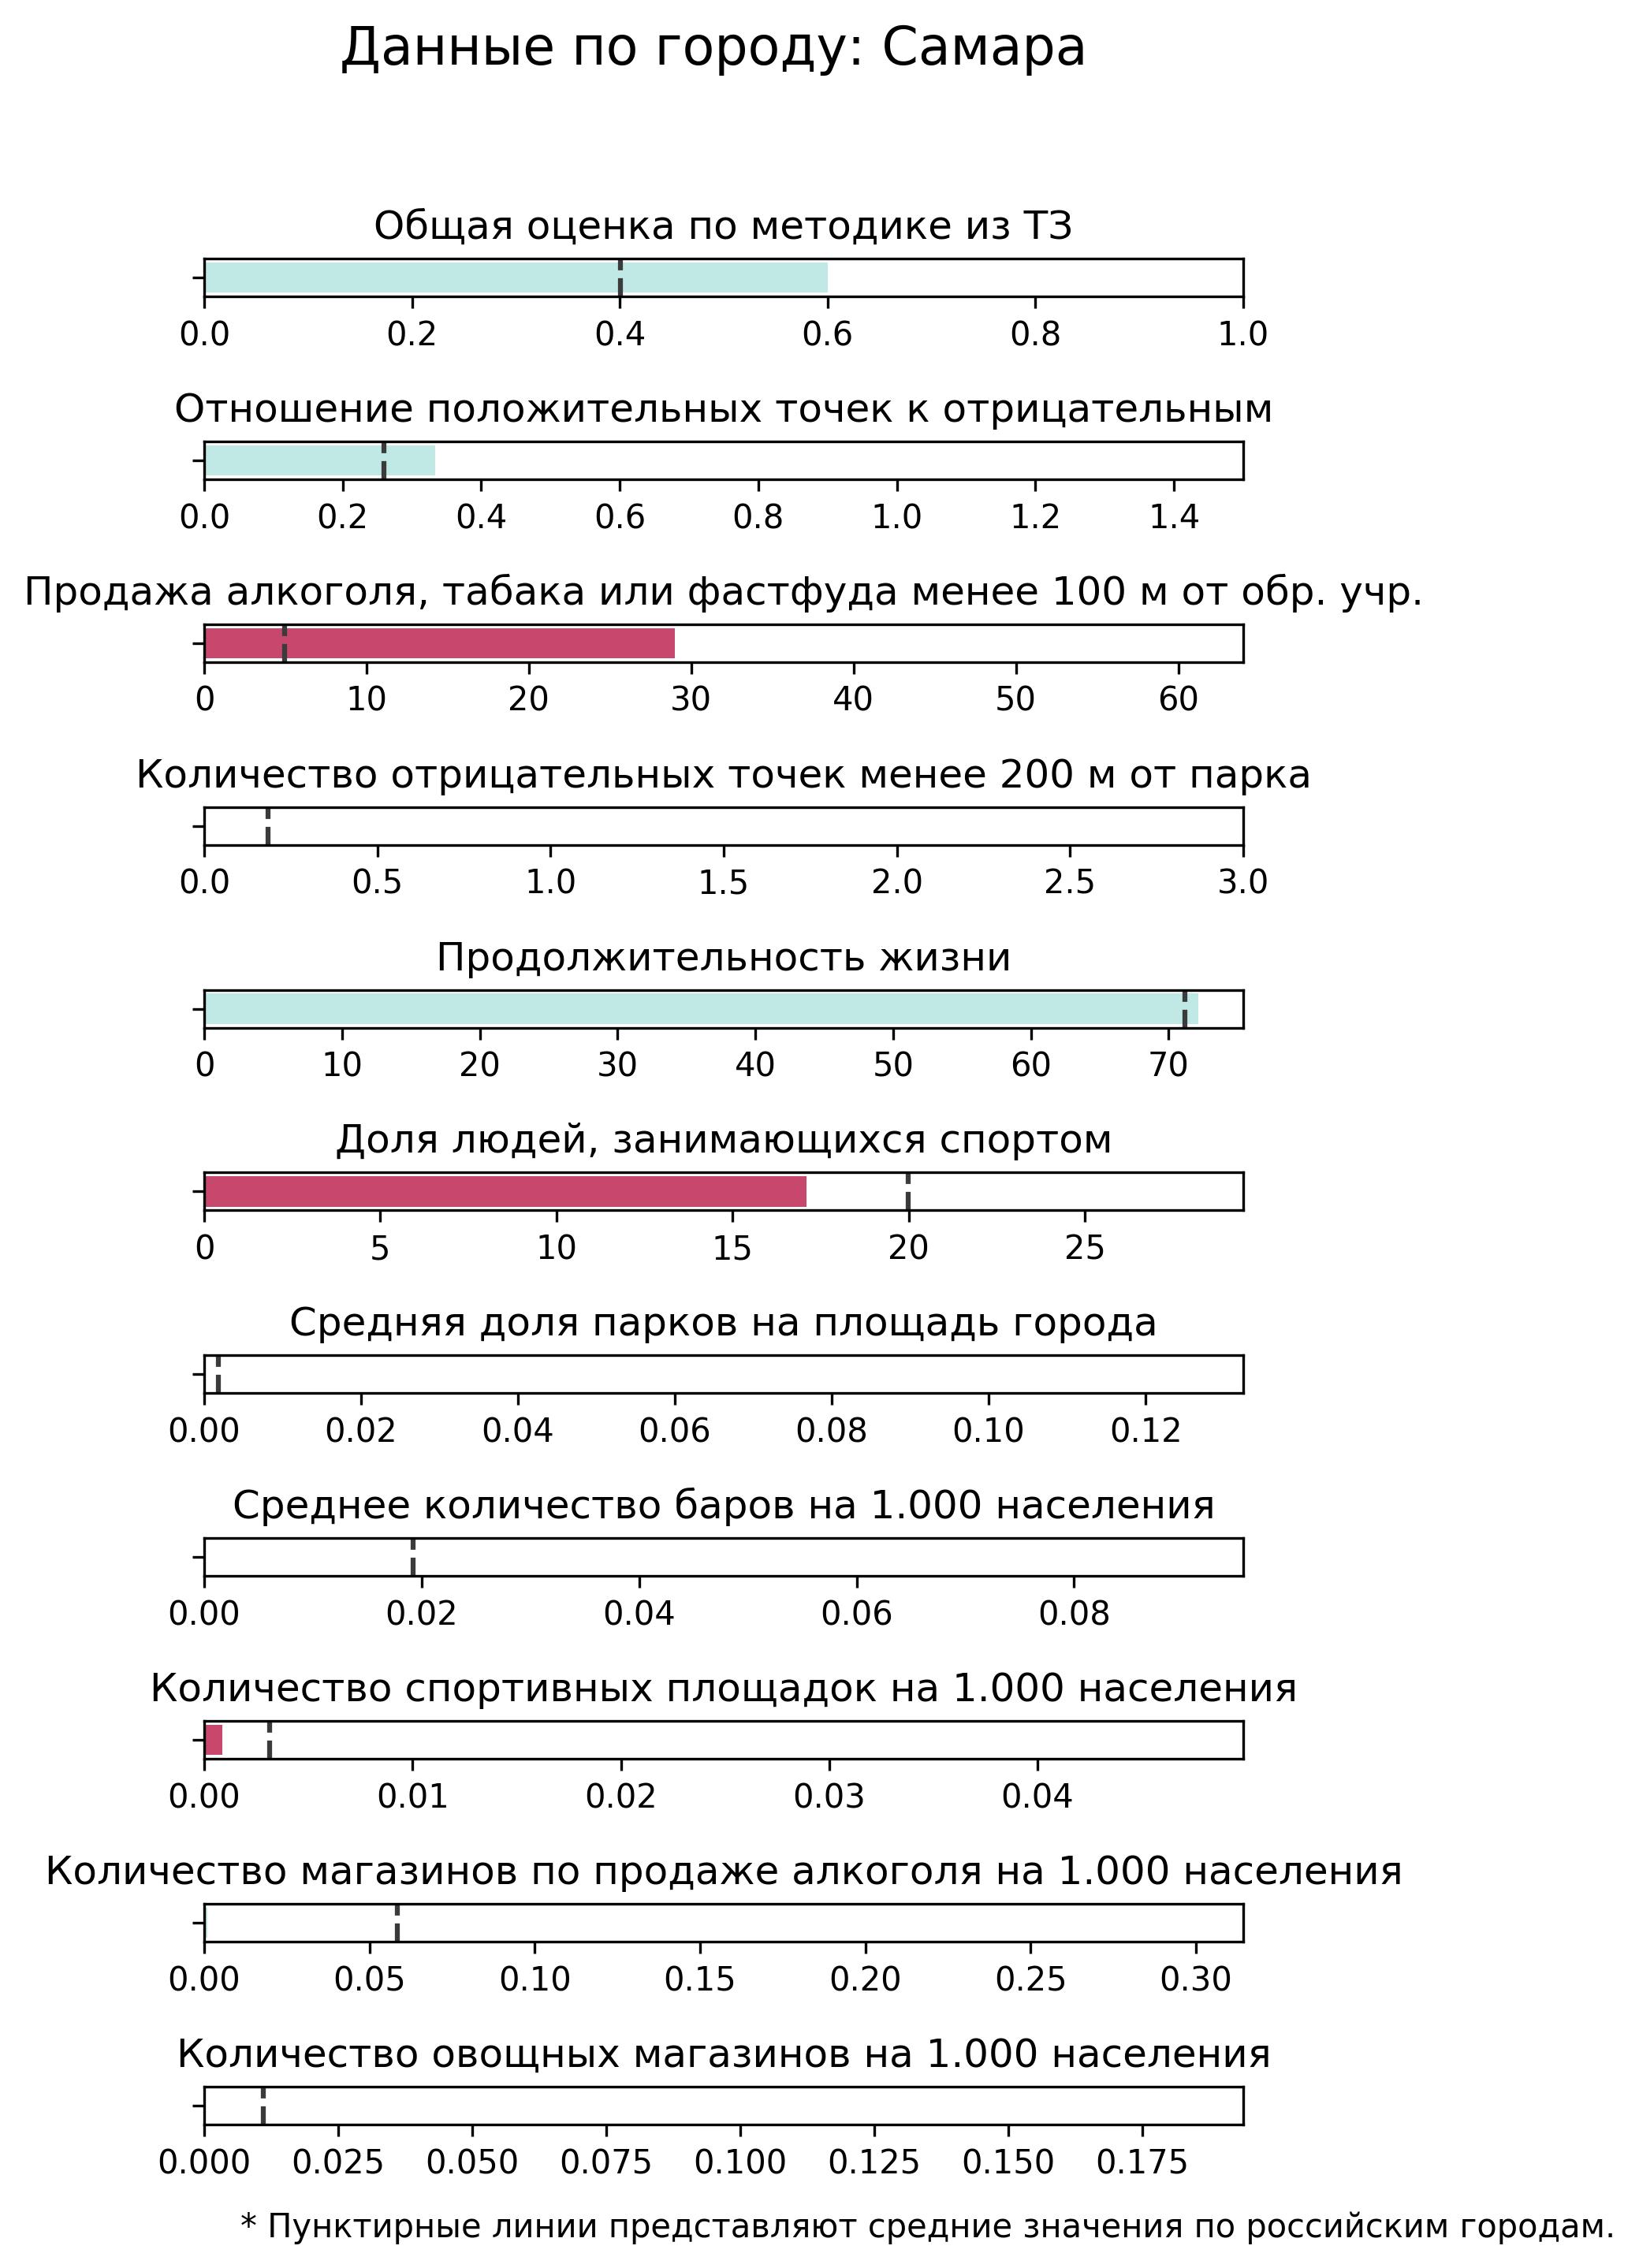 Данные по городу: Самара
Общая оценка по методике из ТЗ
0.0 0.2 0.4 0.6 0.8 1.0
Отношение положительных точек к отрицательным
0.0 0.2 0.4 0.6 0.8 1.0 1.2 1.4
Продажа алкоголя, табака или фастфуда менее 100 м от обр. учр.
0 10 20 30 40 50 60
Количество отрицательных точек менее 200 м от парка
0.0 0.5 1.0 1.5 2.0 2.5 3.0
Продолжительность жизни
0 10 20 30 40 50 60 70
Доля людей, занимающихся спортом
0 5 10 15 20 25
Средняя доля парков на площадь города
0.00 0.02 0.04 0.06 0.08 0.10 0.12
Среднее количество баров на 1.000 населения
0.00 0.02 0.04 0.06 0.08
Количество спортивных площадок на 1.000 населения
0.00 0.01 0.02 0.03 0.04
Количество магазинов по продаже алкоголя на 1.000 населения
0.00 0.05 0.10 0.15 0.20 0.25 0.30
Количество овощных магазинов на 1.000 населения
0.000 0.025 0.050 0.075 0.100 0.125 0.150 0.175
* Пунктирные линии представляют средние значения по российским городам.